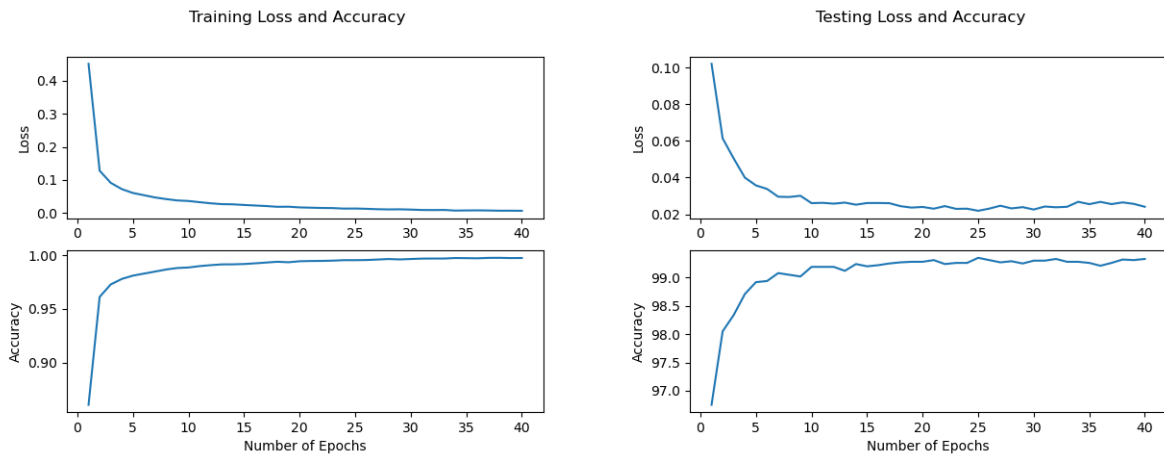 Training Loss and Accuracy
Loss
0.4
0.3
0.2
0.1
0.0
0 5 10 15 20 25 30 35 40
Accuracy
1.00
0.95
0.90
0 5 10 15 20 25 30 35 40
Number of Epochs
Testing Loss and Accuracy
Loss
0.10
0.08
0.06
0.04
0.02
0 5 10 15 20 25 30 35 40
Accuracy
99.0
98.5
98.0
97.5
97.0
0 5 10 15 20 25 30 35 40
Number of Epochs